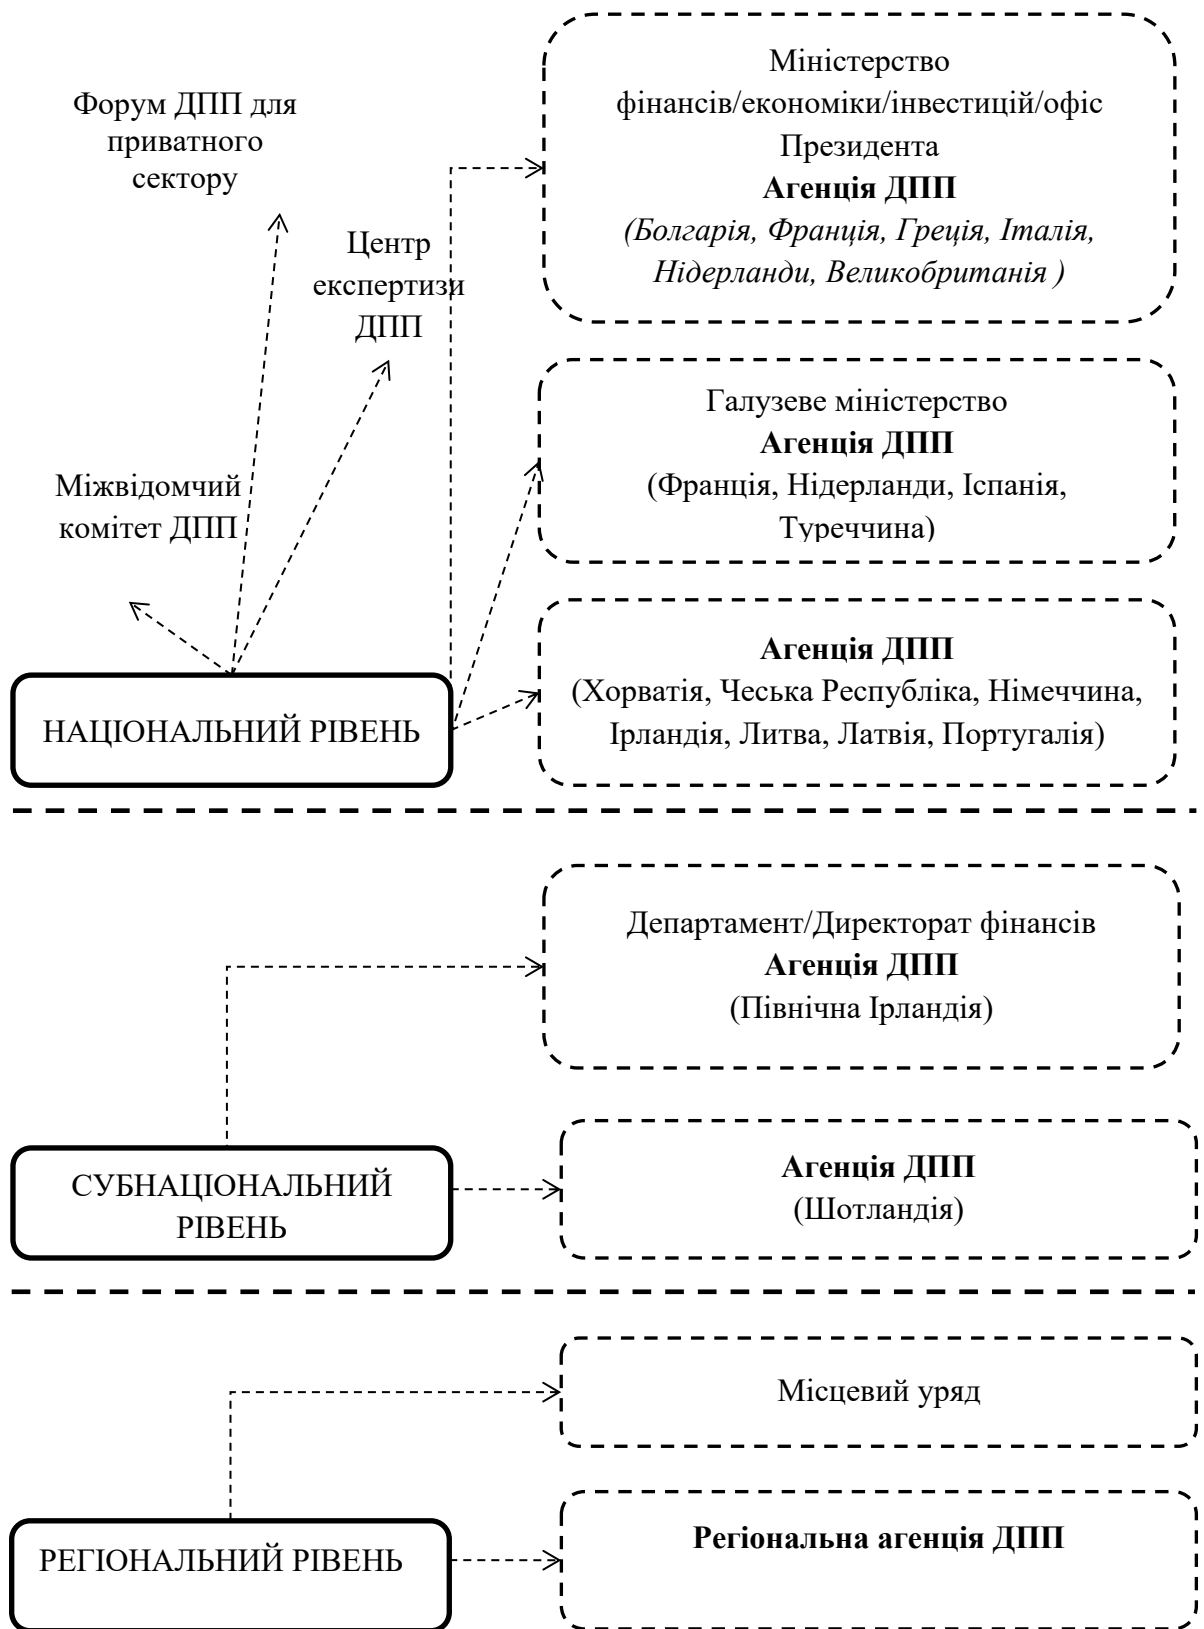 Форум ДПП для
приватного
сектору
Центр
експертизи
ДПП
Міжвідомчий
комітет ДПП
НАЦІОНАЛЬНИЙ РІВЕНЬ
Міністерство
фінансів/економіки/інвестицій/офіс
Президента
Агенція ДПП
(Болгарія, Франція, Греція, Італія,
Нідерланди, Великобританія )
Галузеве міністерство
Агенція ДПП
(Франція, Нідерланди, Іспанія,
Туреччина)
Агенція ДПП
(Хорватія, Чеська Республіка, Німеччина,
Ірландія, Литва, Латвія, Португалія)
СУБНАЦІОНАЛЬНИЙ
РІВЕНЬ
Департамент/Директорат фінансів
Агенція ДПП
(Північна Ірландія)
Агенція ДПП
(Шотландія)
РЕГІОНАЛЬНИЙ РІВЕНЬ
Місцевий уряд
Регіональна агенція ДПП